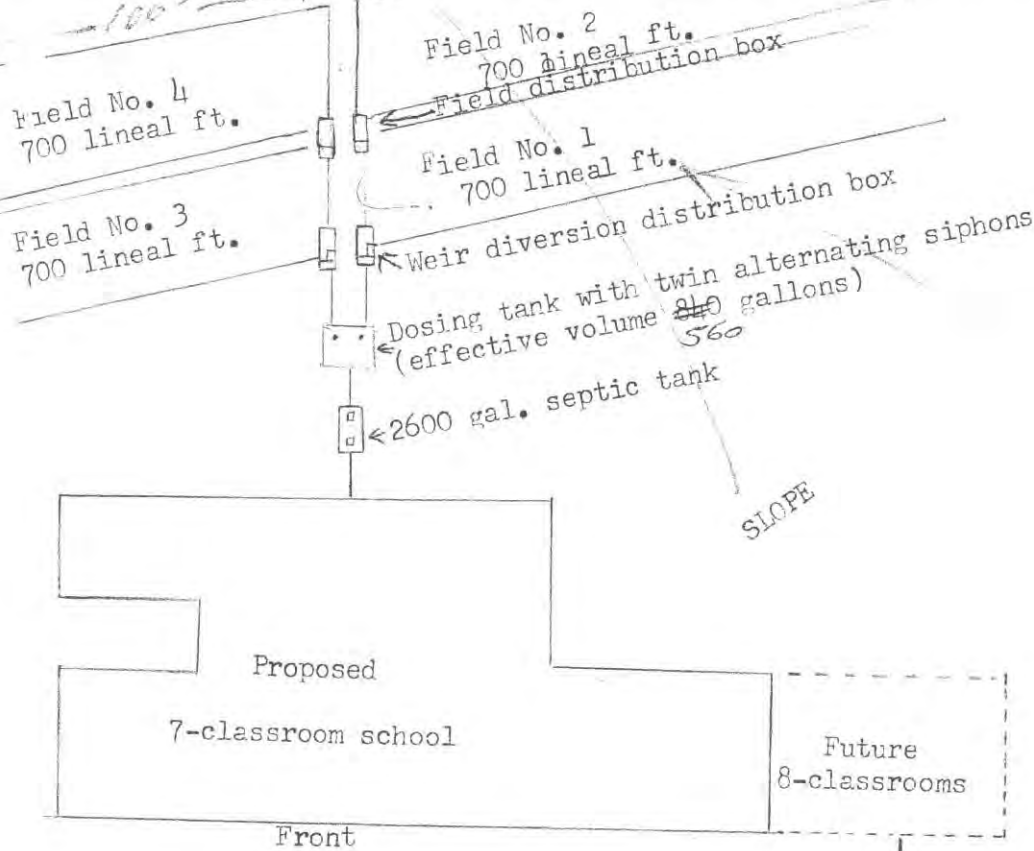 100'
Field No. 2
700 lineal ft.
Field distribution box
Field No. 4
700 lineal ft.
Field No. 1
700 lineal ft.
Weir diversion distribution box
Field No. 3
700 lineal ft.
Dosing tank with twin alternating siphons
(effective volume 840 gallons)
560
2600 gal. septic tank
SLOPE
Proposed
7-classroom school
Future
8-classrooms
Front